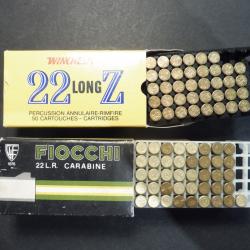 WINCHESTER
22 LONG Z
PERCUSSION ANNULAIRE-RIMFIRE
50 CARTOUCHES - CARTRIDGES
FIOCCHI
22 L.R. CARABINE